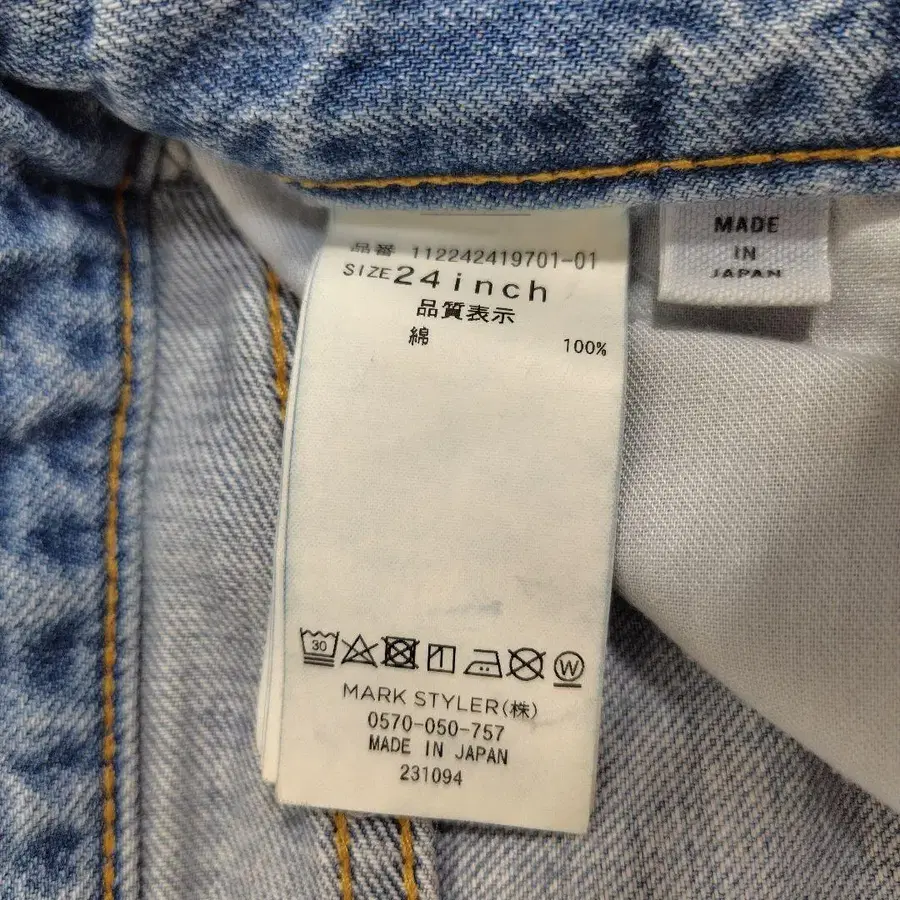 品番 112242419701-01
SIZE 24inch
品質表示
綿 100%
30
W
MARK STYLER(株)
0570-050-757
MADE IN JAPAN
231094
MADE
IN
JAPAN